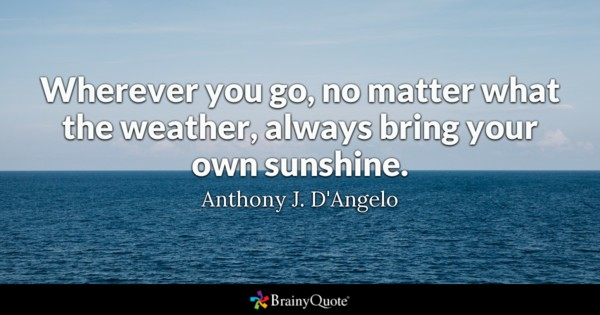 Wherever you go, no matter what
the weather, always bring your
own sunshine.
Anthony J. D'Angelo
BrainyQuote®